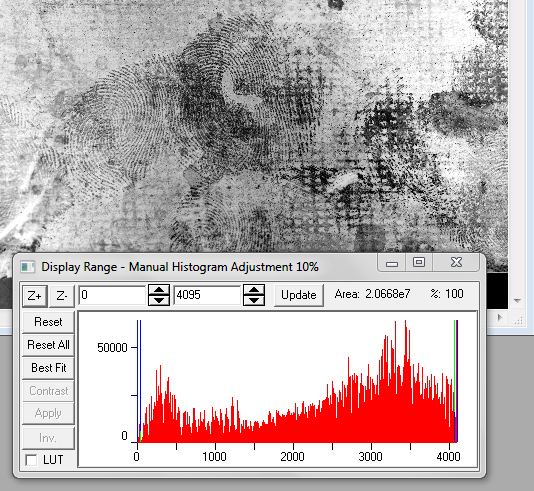 Display Range - Manual Histogram Adjustment 10%
Z+ Z- 0 4095 Update Area: 2.0668e7 %: 100
Reset
Reset All
Best Fit
Contrast
Apply
Inv.
LUT
50000
0
0 1000 2000 3000 4000